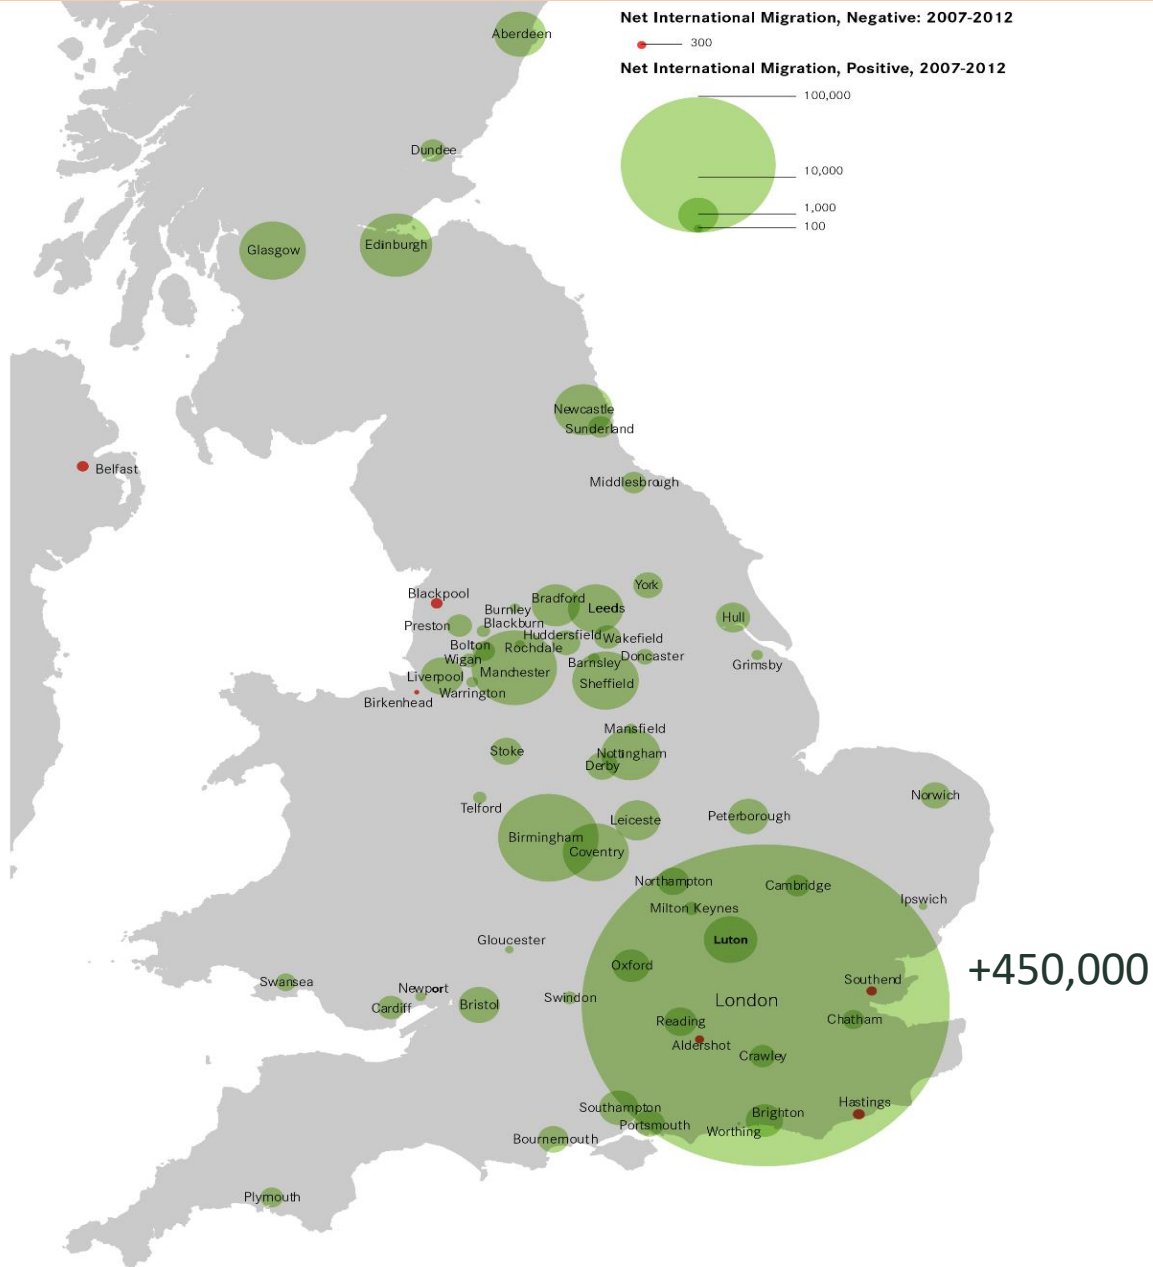 Net International Migration, Negative: 2007-2012
300
Net International Migration, Positive, 2007-2012
100,000
10,000
1,000
100
Aberdeen
Dundee
Glasgow
Edinburgh
Newcastle
Sunderland
Belfast
Middlesbrough
York
Blackpool
Bradford
Leeds
Burnley
Hull
Preston
Blackburn
Huddersfield
Wakefield
Bolton
Rochdale
Doncaster
Wigan
Barnsley
Grimsby
Liverpool
Manchester
Sheffield
Warrington
Birkenhead
Mansfield
Stoke
Nottingham
Derby
Norwich
Telford
Leiceste
Peterborough
Birmingham
Coventry
Northampton
Cambridge
Ipswich
Milton Keynes
Gloucester
Luton
Oxford
+450,000
Swansea
Newport
Southend
Cardiff
Bristol
Swindon
London
Reading
Chatham
Aldershot
Crawley
Hastings
Southampton
Brighton
Portsmouth
Worthing
Bournemouth
Plymouth